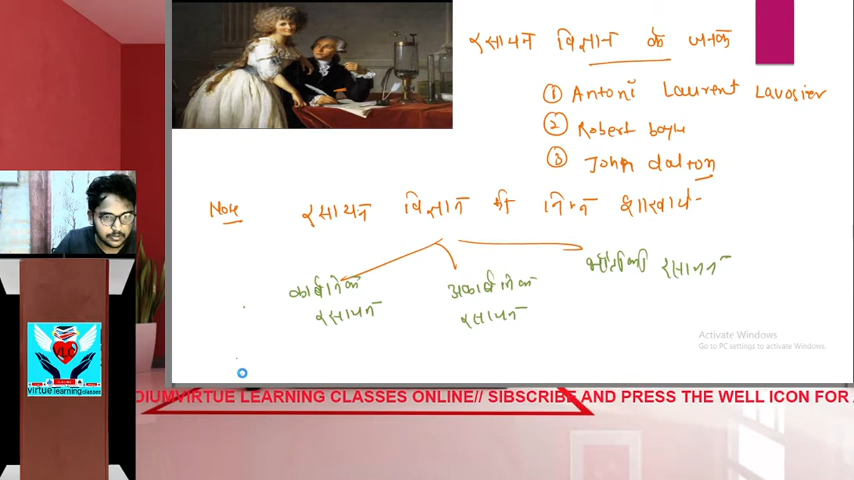 रसायन विज्ञान के जनक
① Antoni Laurent Lavosier
② Robert boyle
③ John dalton
Note रसायन विज्ञान की निम्न शाखायें-
कार्बनिक रसायन
अकार्बनिक रसायन
भौतिकी रसायन
Activate Windows
Go to PC settings to activate Windows.
VLC
virtue learning classes
DIUMVIRTUE LEARNING CLASSES ONLINE// SIBSCRIBE AND PRESS THE WELL ICON FOR